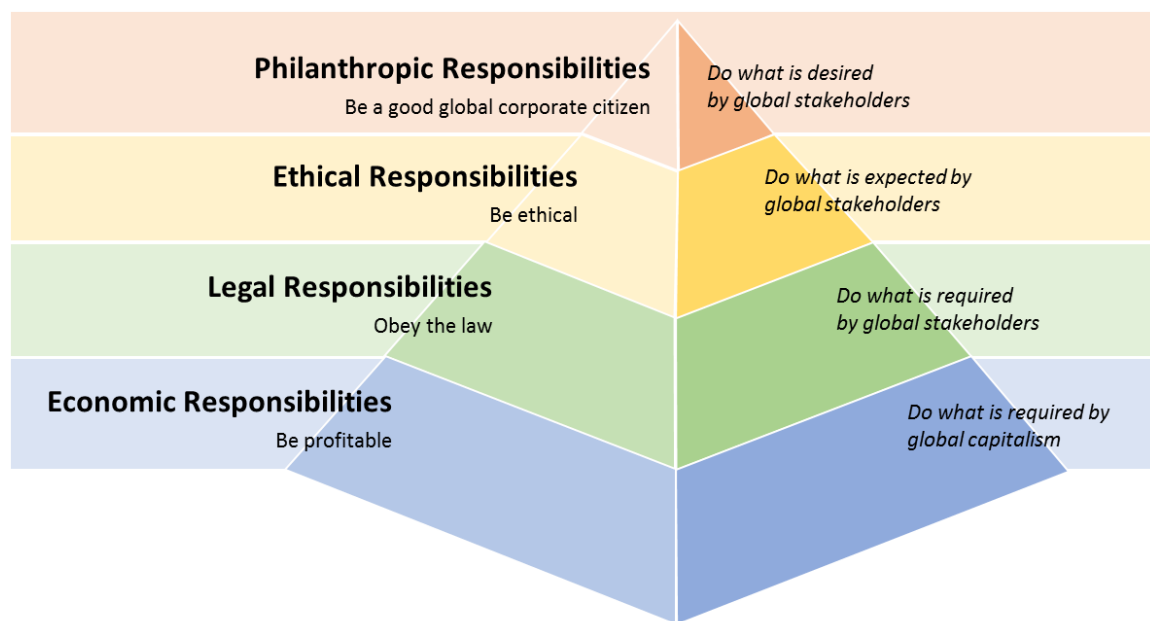 Philanthropic Responsibilities
Be a good global corporate citizen
Do what is desired
by global stakeholders
Ethical Responsibilities
Be ethical
Do what is expected by
global stakeholders
Legal Responsibilities
Obey the law
Do what is required
by global stakeholders
Economic Responsibilities
Be profitable
Do what is required by
global capitalism